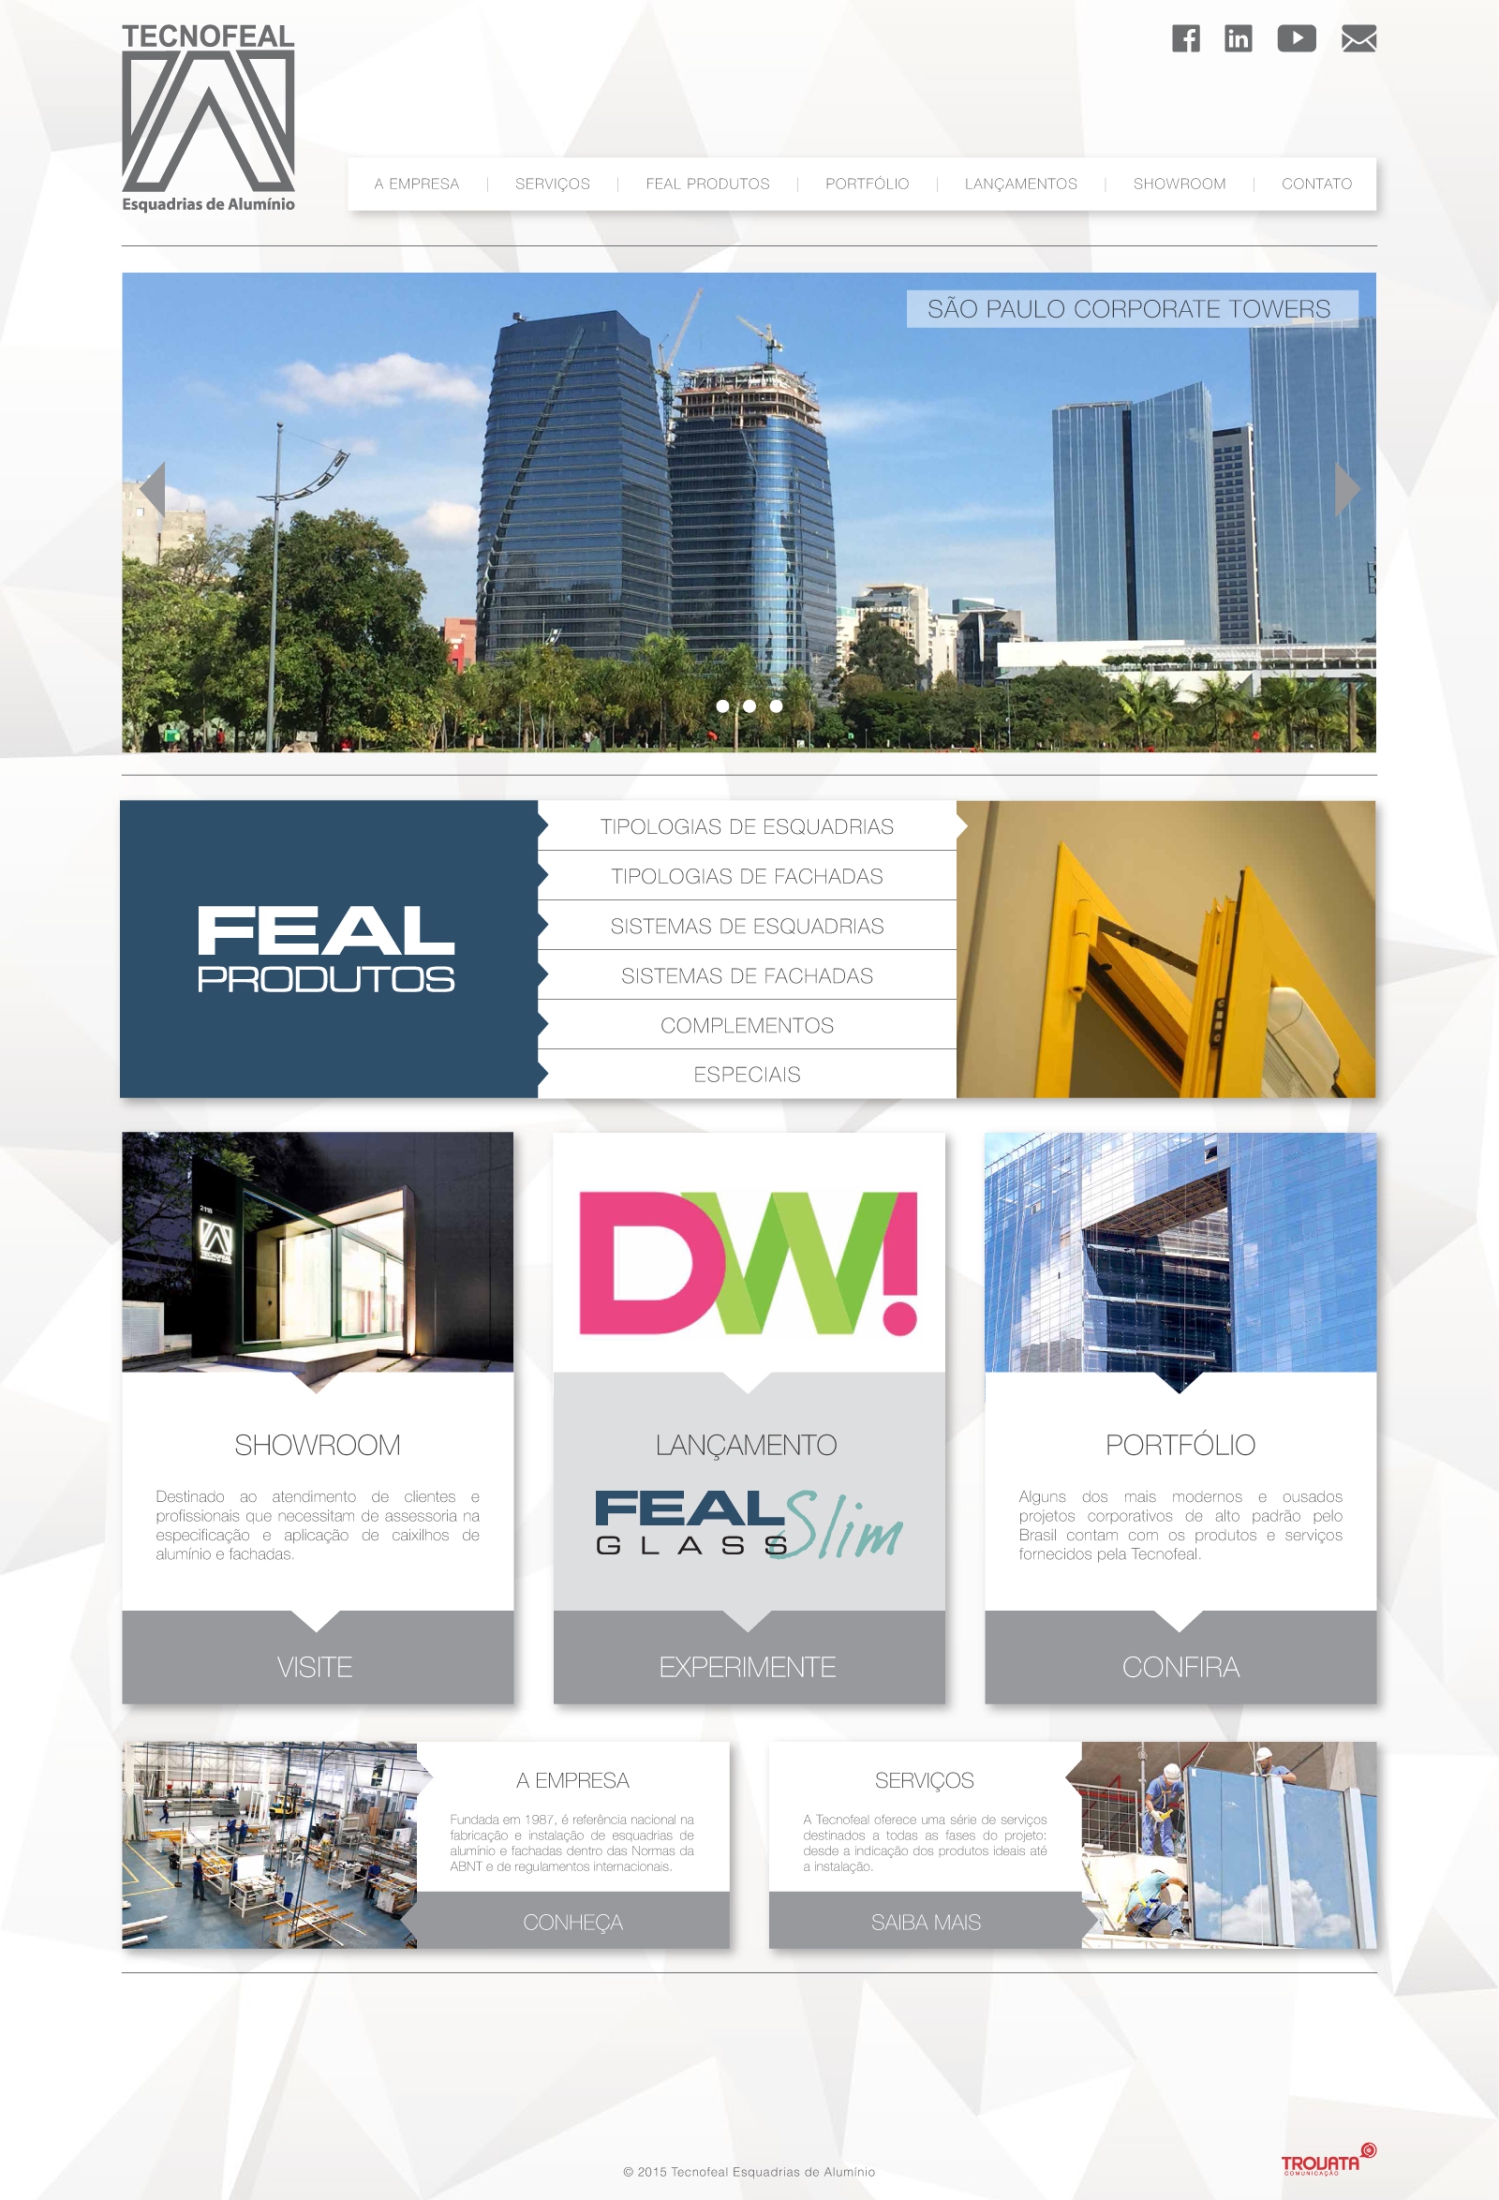 TECNOFEAL
Esquadrias de Alumínio
A EMPRESA | SERVIÇOS | FEAL PRODUTOS | PORTFÓLIO | LANÇAMENTOS | SHOWROOM | CONTATO
SÃO PAULO CORPORATE TOWERS
FEAL
PRODUTOS
TIPOLOGIAS DE ESQUADRIAS
TIPOLOGIAS DE FACHADAS
SISTEMAS DE ESQUADRIAS
SISTEMAS DE FACHADAS
COMPLEMENTOS
ESPECIAIS
2118
TECNOFEAL
SHOWROOM
Destinado ao atendimento de clientes e
profissionais que necessitam de assessoria na
especificação e aplicação de caixilhos de
alumínio e fachadas.
VISITE
DW!
LANÇAMENTO
FEAL
GLASS Slim
EXPERIMENTE
PORTFÓLIO
Alguns dos mais modernos e ousados
projetos corporativos de alto padrão pelo
Brasil contam com os produtos e serviços
fornecidos pela Tecnofeal.
CONFIRA
A EMPRESA
Fundada em 1987, é referência nacional na
fabricação e instalação de esquadrias de
alumínio e fachadas dentro das Normas da
ABNT e de regulamentos internacionais.
CONHEÇA
SERVIÇOS
A Tecnofeal oferece uma série de serviços
destinados a todas as fases do projeto:
desde a indicação dos produtos ideais até
a instalação.
SAIBA MAIS
© 2015 Tecnofeal Esquadrias de Alumínio
TROVATA
COMUNICAÇÃO